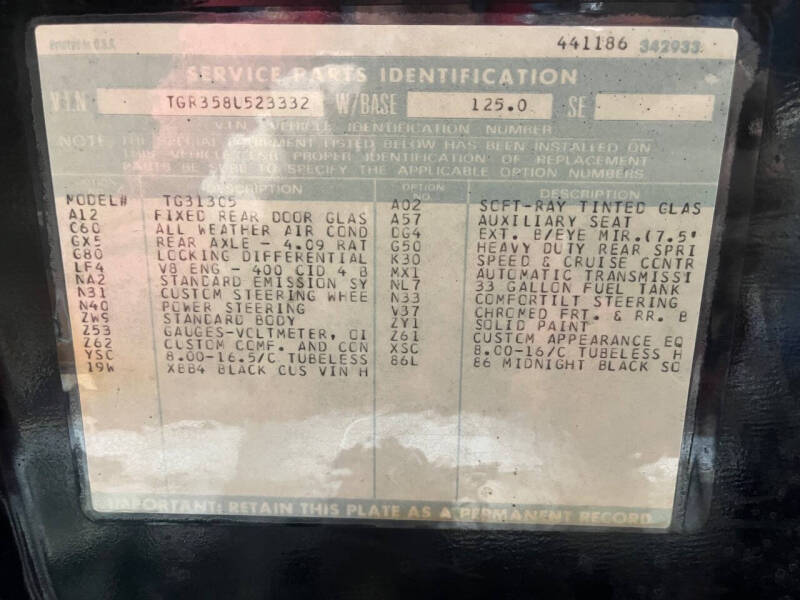 Printed in U.S.A. 441186 342933
SERVICE PARTS IDENTIFICATION
V.I.N. TGR358U523332 W/BASE 125.0 SE
V.I.N. VEHICLE IDENTIFICATION NUMBER
NOTE: THE SPECIAL EQUIPMENT LISTED BELOW HAS BEEN INSTALLED ON
THIS VEHICLE. FOR PROPER IDENTIFICATION OF REPLACEMENT
PARTS BE SURE TO SPECIFY THE APPLICABLE OPTION NUMBERS.
DESCRIPTION OPTION NO. DESCRIPTION
MODEL# TG313C5
A12 FIXED REAR DOOR GLAS
C60 ALL WEATHER AIR COND
GX5 REAR AXLE - 4.09 RAT
G80 LOCKING DIFFERENTIAL
LF4 V8 ENG - 400 CID 4 B
NA2 STANDARD EMISSION SY
N31 CUSTOM STEERING WHEE
N40 POWER STEERING
ZW9 STANDARD BODY
Z53 GAUGES-VOLTMETER, OI
Z62 CUSTOM COMF. AND CON
YSC 8.00-16.5/C TUBELESS
19W XBB4 BLACK CUS VIN H
A02 SOFT-RAY TINTED GLAS
A57 AUXILIARY SEAT
DG4 EXT. B/EYE MIR.(7.5'
G50 HEAVY DUTY REAR SPRI
K30 SPEED & CRUISE CONTR
MX1 AUTOMATIC TRANSMISSI
NL7 33 GALLON FUEL TANK
N33 COMFORTILT STEERING
V37 CHROMED FRT. & RR. B
ZY1 SOLID PAINT
Z61 CUSTOM APPEARANCE EQ
XSC 8.00-16/C TUBELESS H
86L 86 MIDNIGHT BLACK SO
IMPORTANT: RETAIN THIS PLATE AS A PERMANENT RECORD